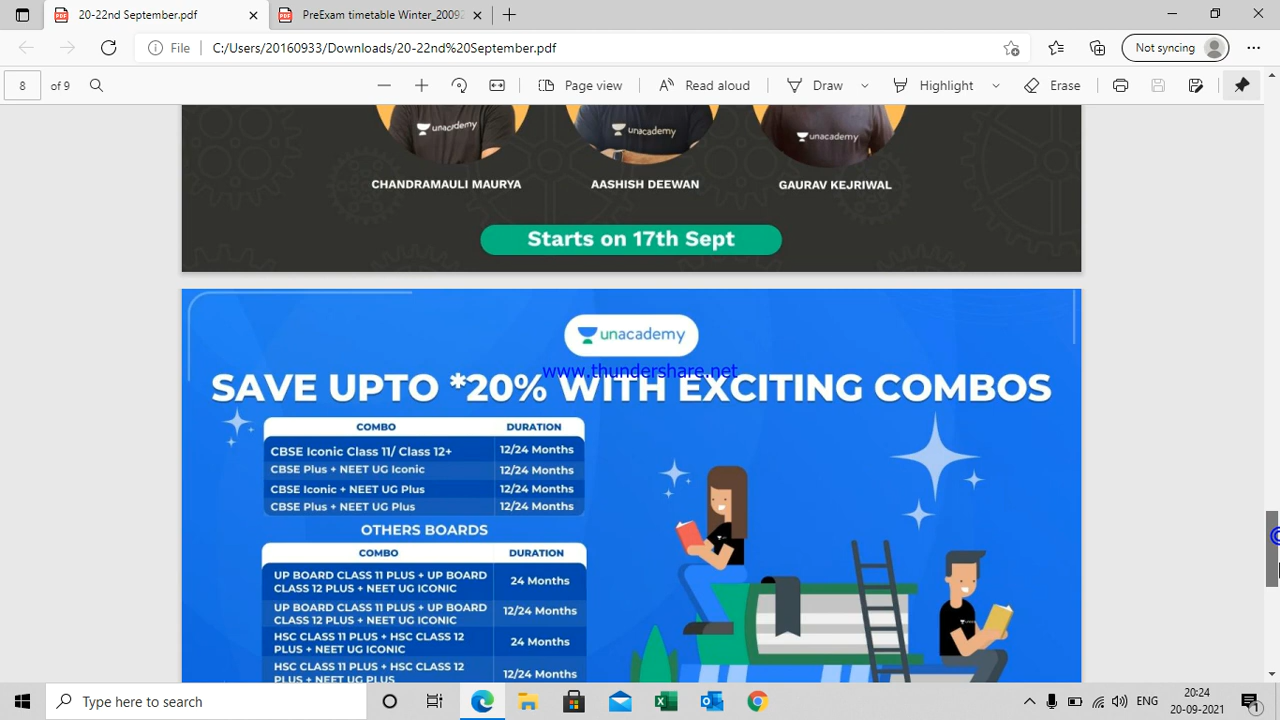 20-22nd September.pdf
PreExam timetable Winter_2009
File
C:/Users/20160933/Downloads/20-22nd%20September.pdf
Not syncing
8 of 9
Page view
Read aloud
Draw
Highlight
Erase
unacademy unacademy unacademy
CHANDRAMAULI MAURYA AASHISH DEEWAN GAURAV KEJRIWAL
Starts on 17th Sept
unacademy
www.thundershare.net
SAVE UPTO *20% WITH EXCITING COMBOS
COMBO DURATION
CBSE Iconic Class 11/ Class 12+ 12/24 Months
CBSE Plus + NEET UG Iconic 12/24 Months
CBSE Iconic + NEET UG Plus 12/24 Months
CBSE Plus + NEET UG Plus 12/24 Months
OTHERS BOARDS
COMBO DURATION
UP BOARD CLASS 11 PLUS + UP BOARD
CLASS 12 PLUS + NEET UG ICONIC 24 Months
UP BOARD CLASS 11 PLUS + UP BOARD
CLASS 12 PLUS + NEET UG ICONIC 12/24 Months
HSC CLASS 11 PLUS + HSC CLASS 12
PLUS + NEET UG ICONIC 24 Months
HSC CLASS 11 PLUS + HSC CLASS 12
PLUS + NEET UG PLUS 12/24 Months
Type here to search
ENG
20:24
20-09-2021